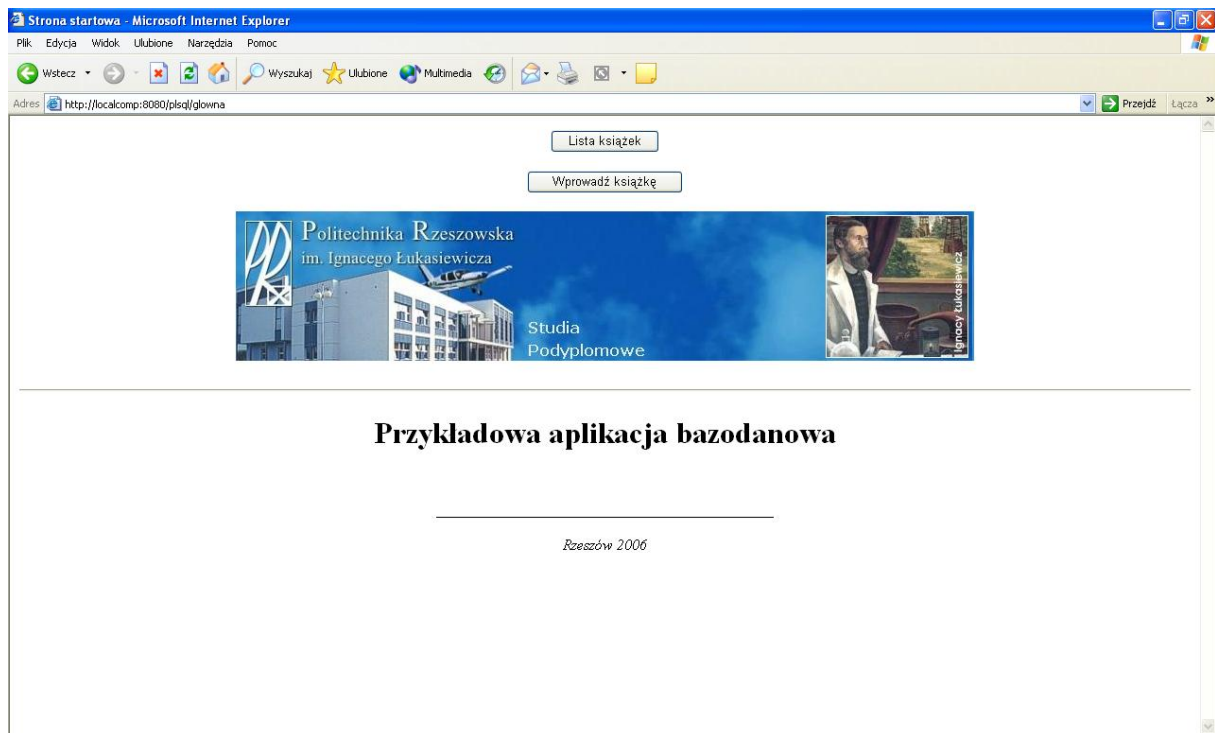 Strona startowa - Microsoft Internet Explorer
Plik Edycja Widok Ulubione Narzędzia Pomoc
Wstecz Wyszukaj Ulubione Multimedia
Adres http://localcomp:8080/plsql/glowna Przejdź Łącza »
Lista książek
Wprowadź książkę
Politechnika Rzeszowska
im. Ignacego Łukasiewicza
Studia
Podyplomowe
Ignacy Łukasiewicz
Przykładowa aplikacja bazodanowa
Rzeszów 2006